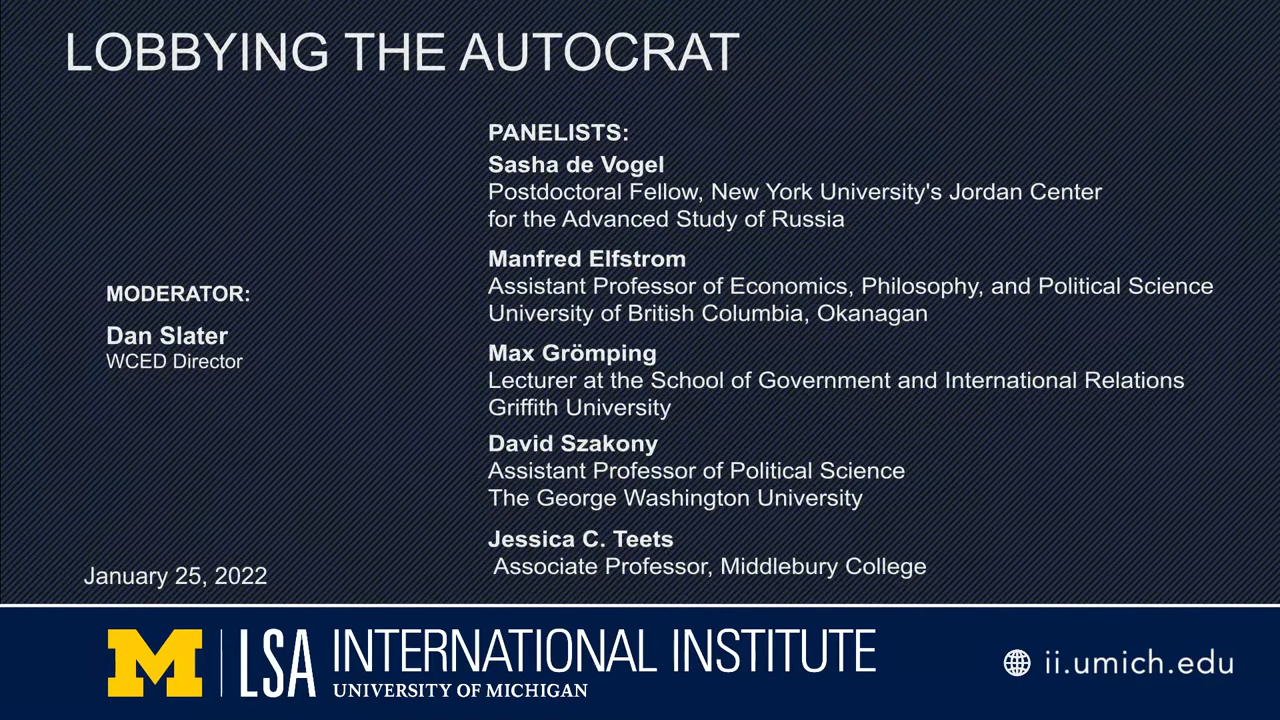 LOBBYING THE AUTOCRAT
MODERATOR:
Dan Slater
WCED Director
PANELISTS:
Sasha de Vogel
Postdoctoral Fellow, New York University's Jordan Center
for the Advanced Study of Russia
Manfred Elfstrom
Assistant Professor of Economics, Philosophy, and Political Science
University of British Columbia, Okanagan
Max Grömping
Lecturer at the School of Government and International Relations
Griffith University
David Szakony
Assistant Professor of Political Science
The George Washington University
Jessica C. Teets
Associate Professor, Middlebury College
January 25, 2022
M LSA INTERNATIONAL INSTITUTE
UNIVERSITY OF MICHIGAN
ii.umich.edu